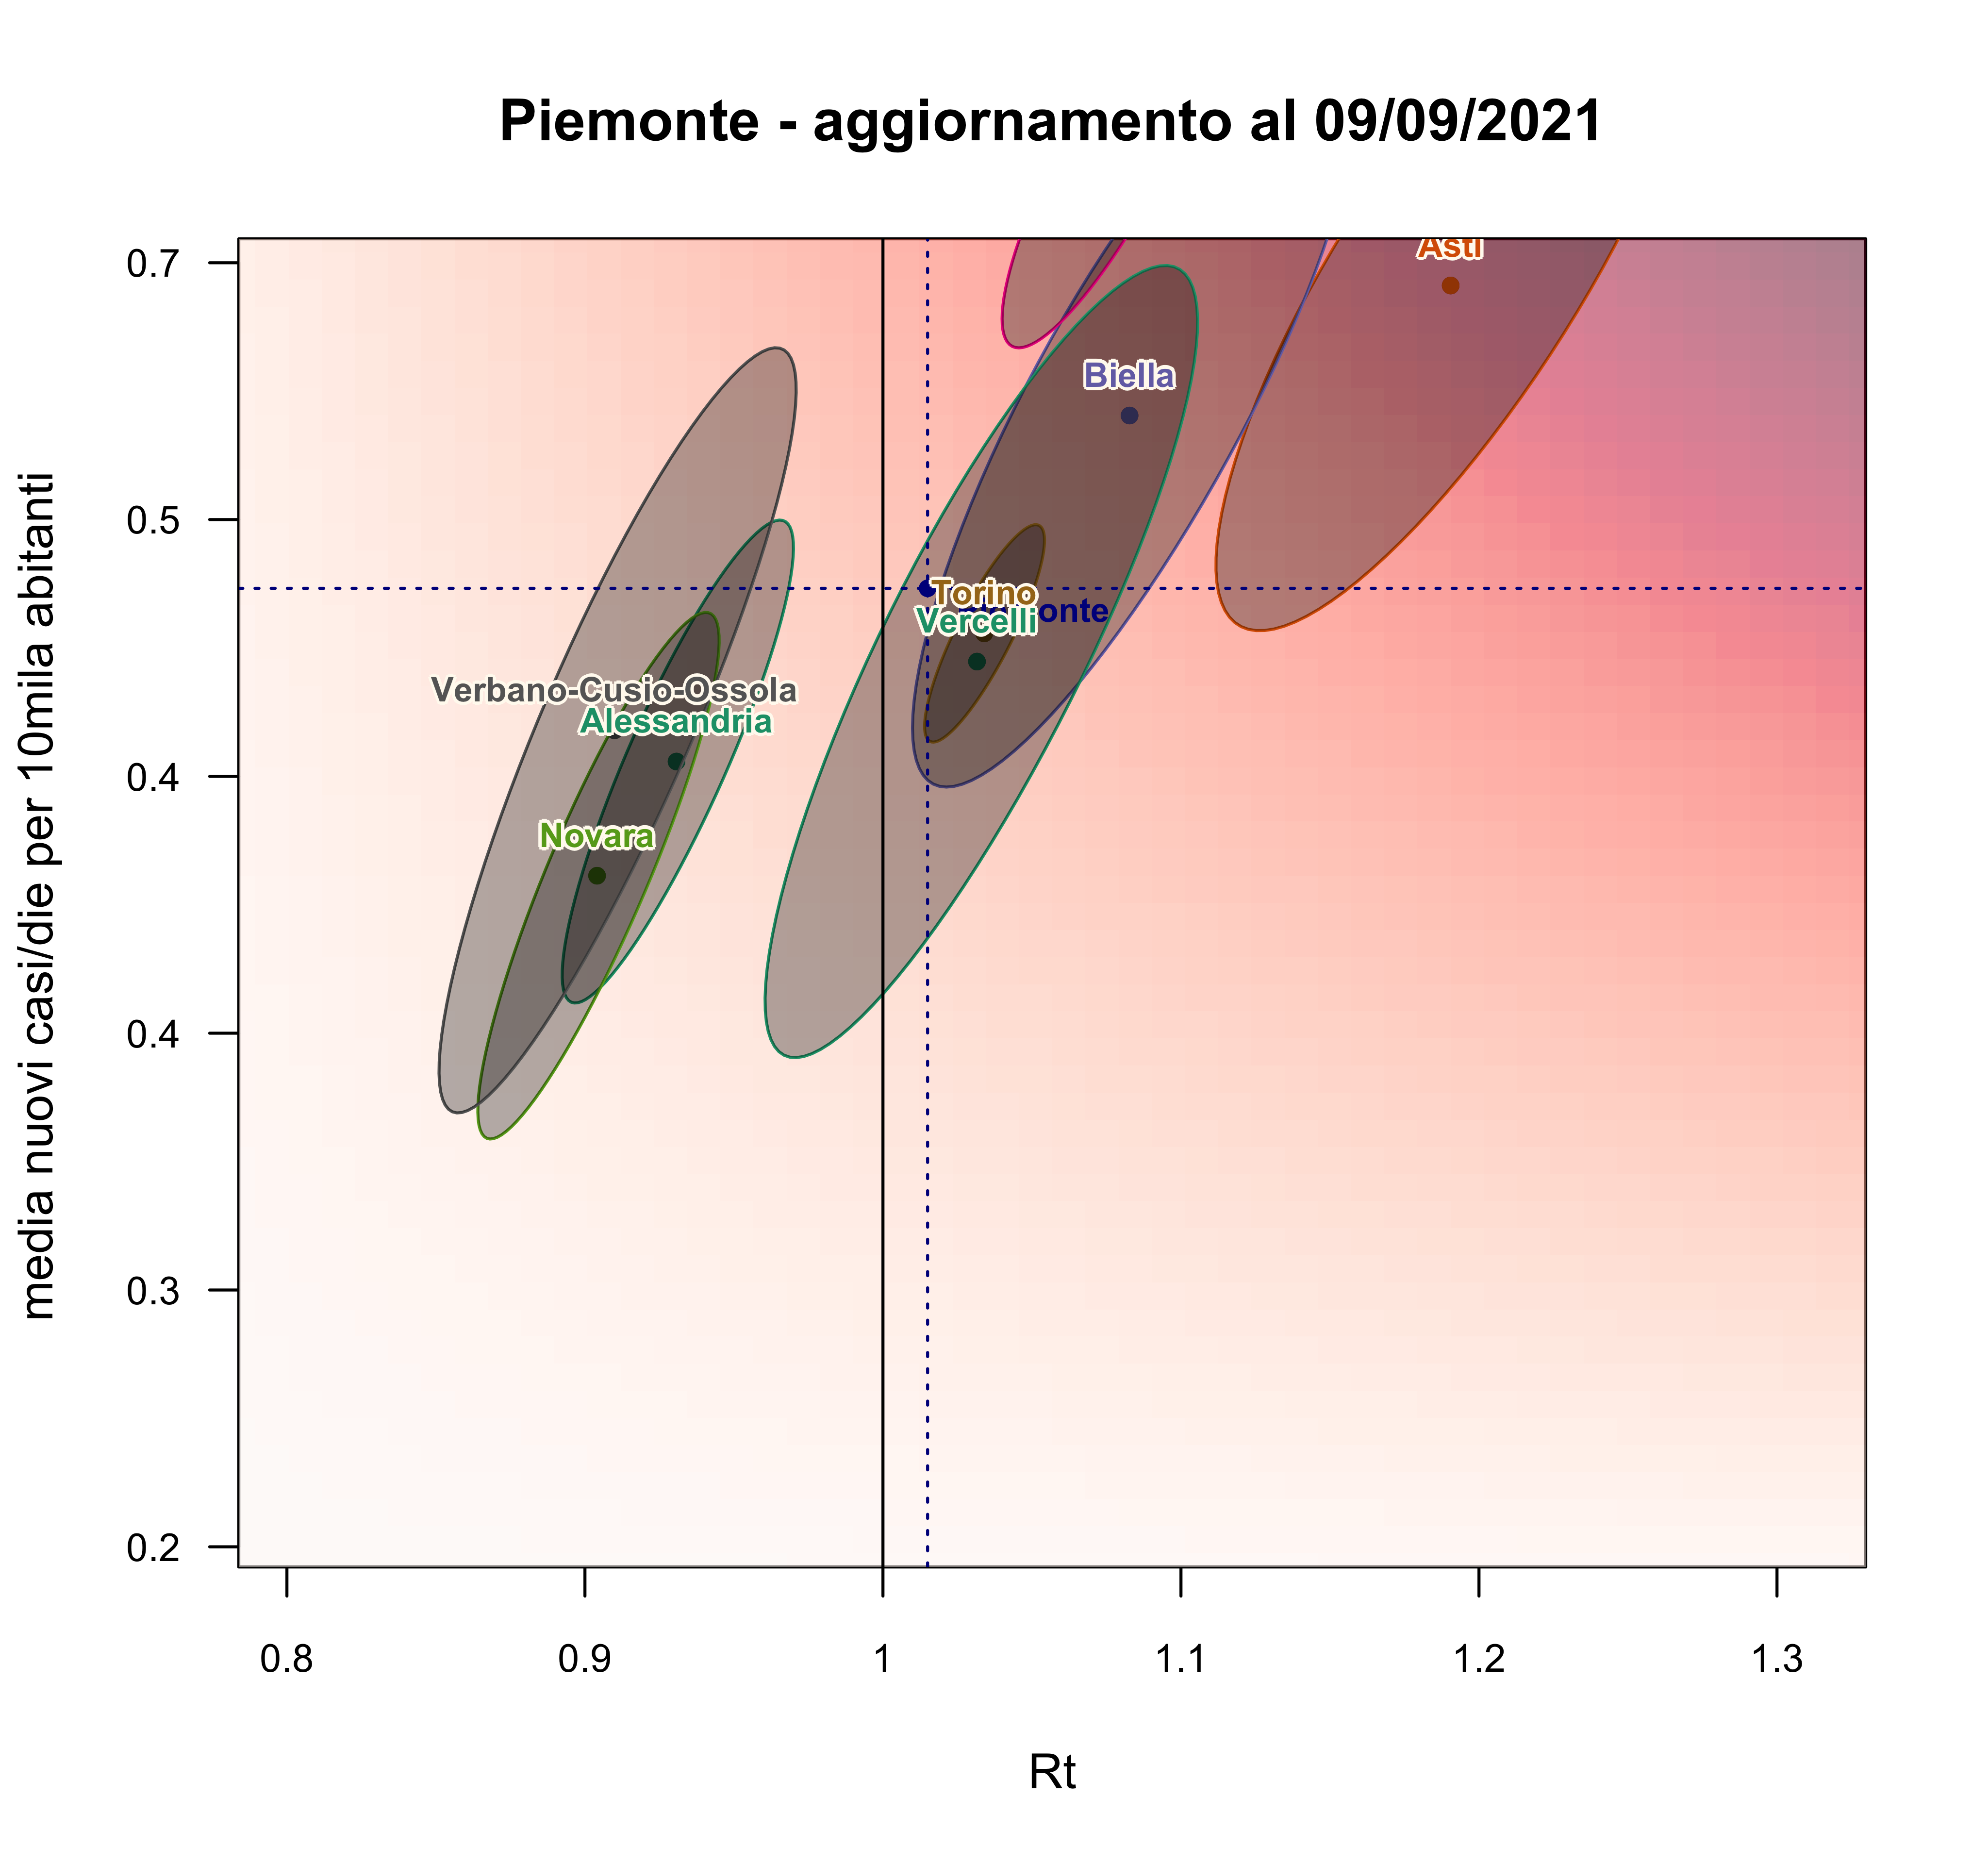 Piemonte - aggiornamento al 09/09/2021
media nuovi casi/die per 10mila abitanti
0.7
0.5
0.4
0.4
0.3
0.2
Asti
Biella
Torino
onte
Vercelli
Verbano-Cusio-Ossola
Alessandria
Novara
0.8 0.9 1 1.1 1.2 1.3
Rt